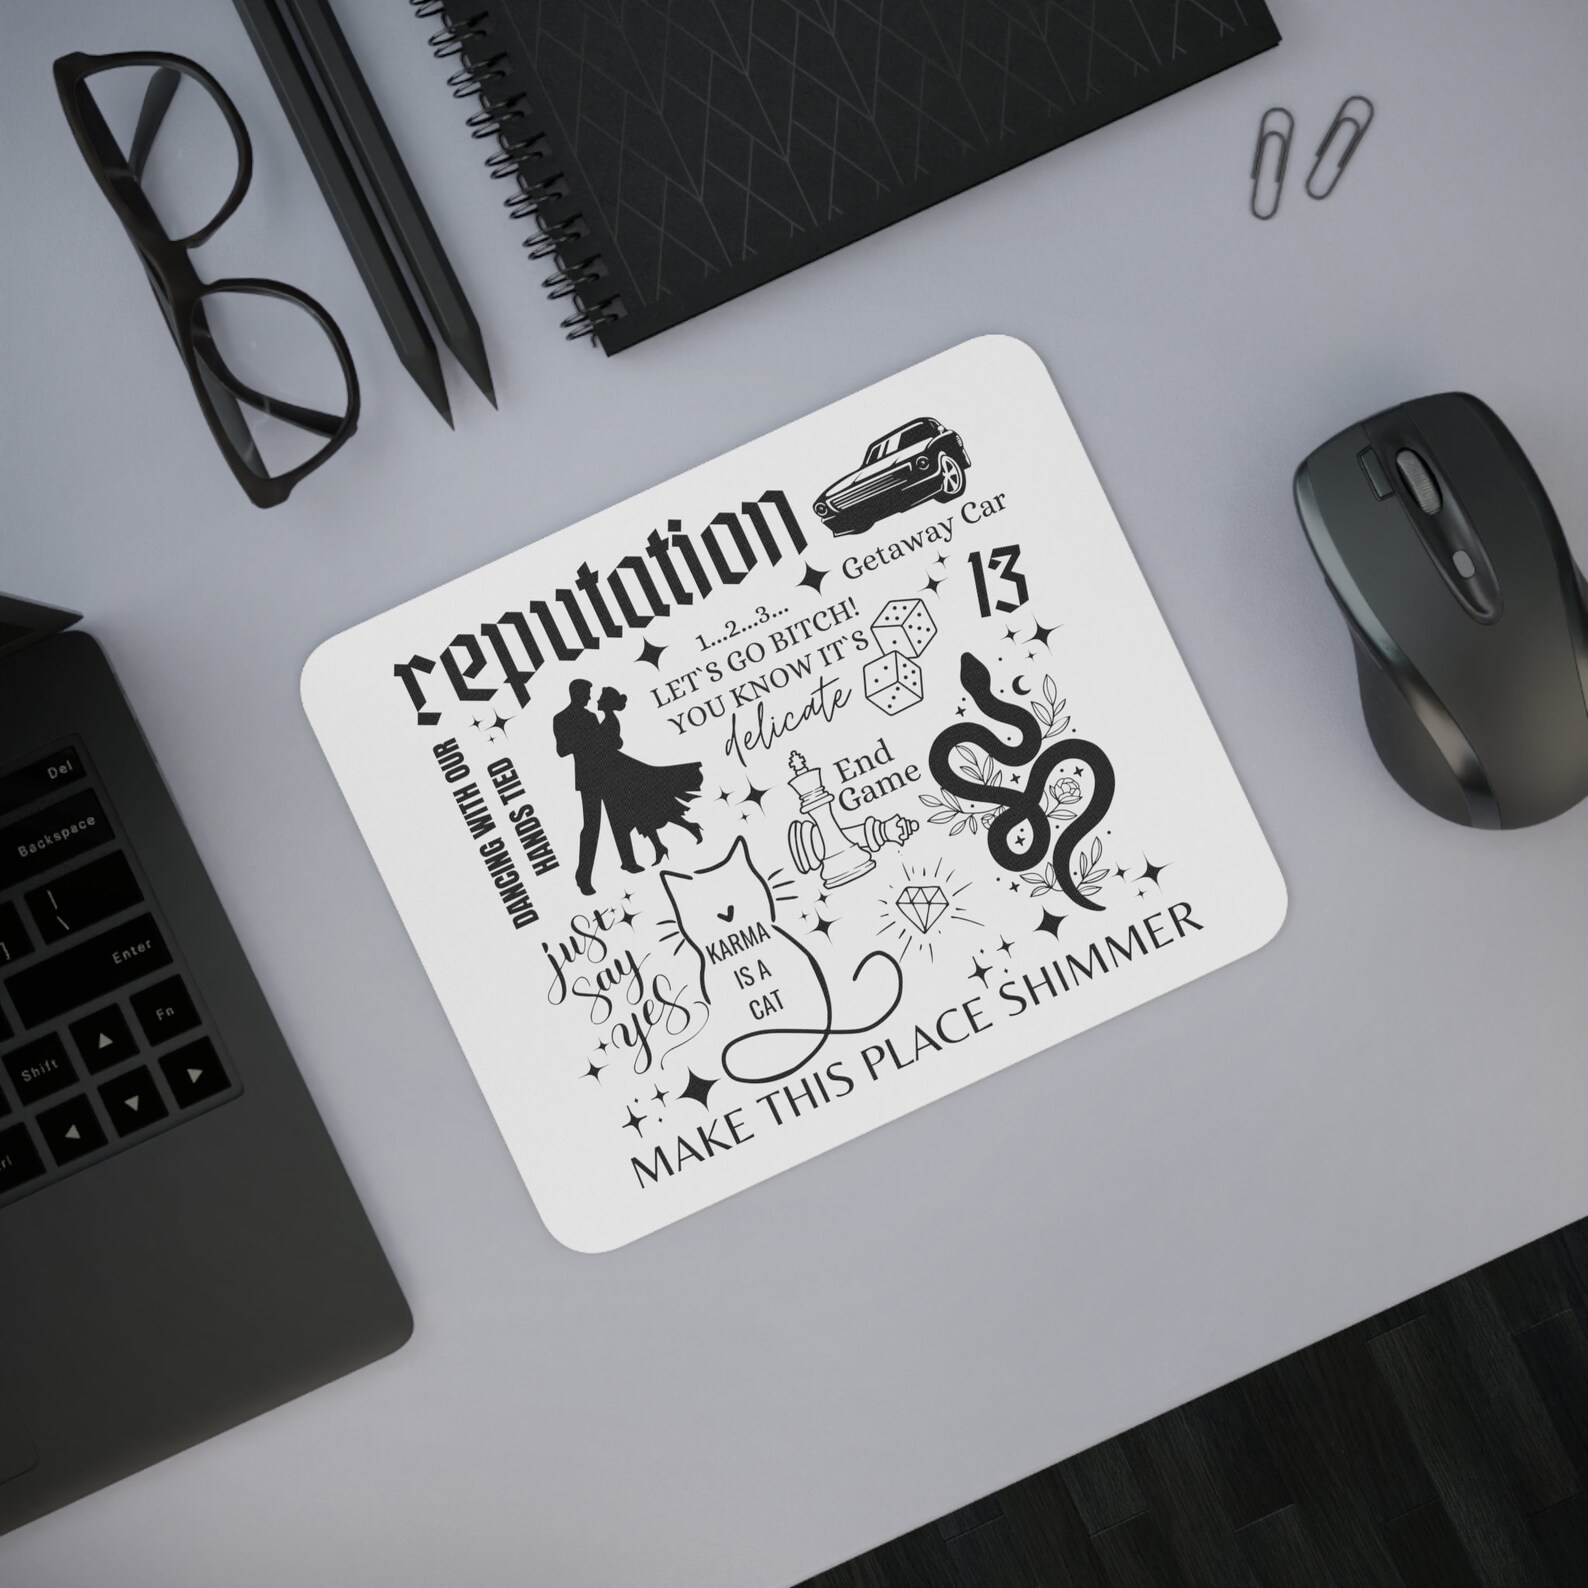 reputation
Getaway Car
13
1...2...3...
LET`S GO BITCH!
YOU KNOW IT`S
delicate
DANCING WITH OUR
HANDS TIED
End
Game
just
say
yes
KARMA
IS A
CAT
MAKE THIS PLACE SHIMMER
Del
Backspace
|
\
]
Enter
Shift
Fn